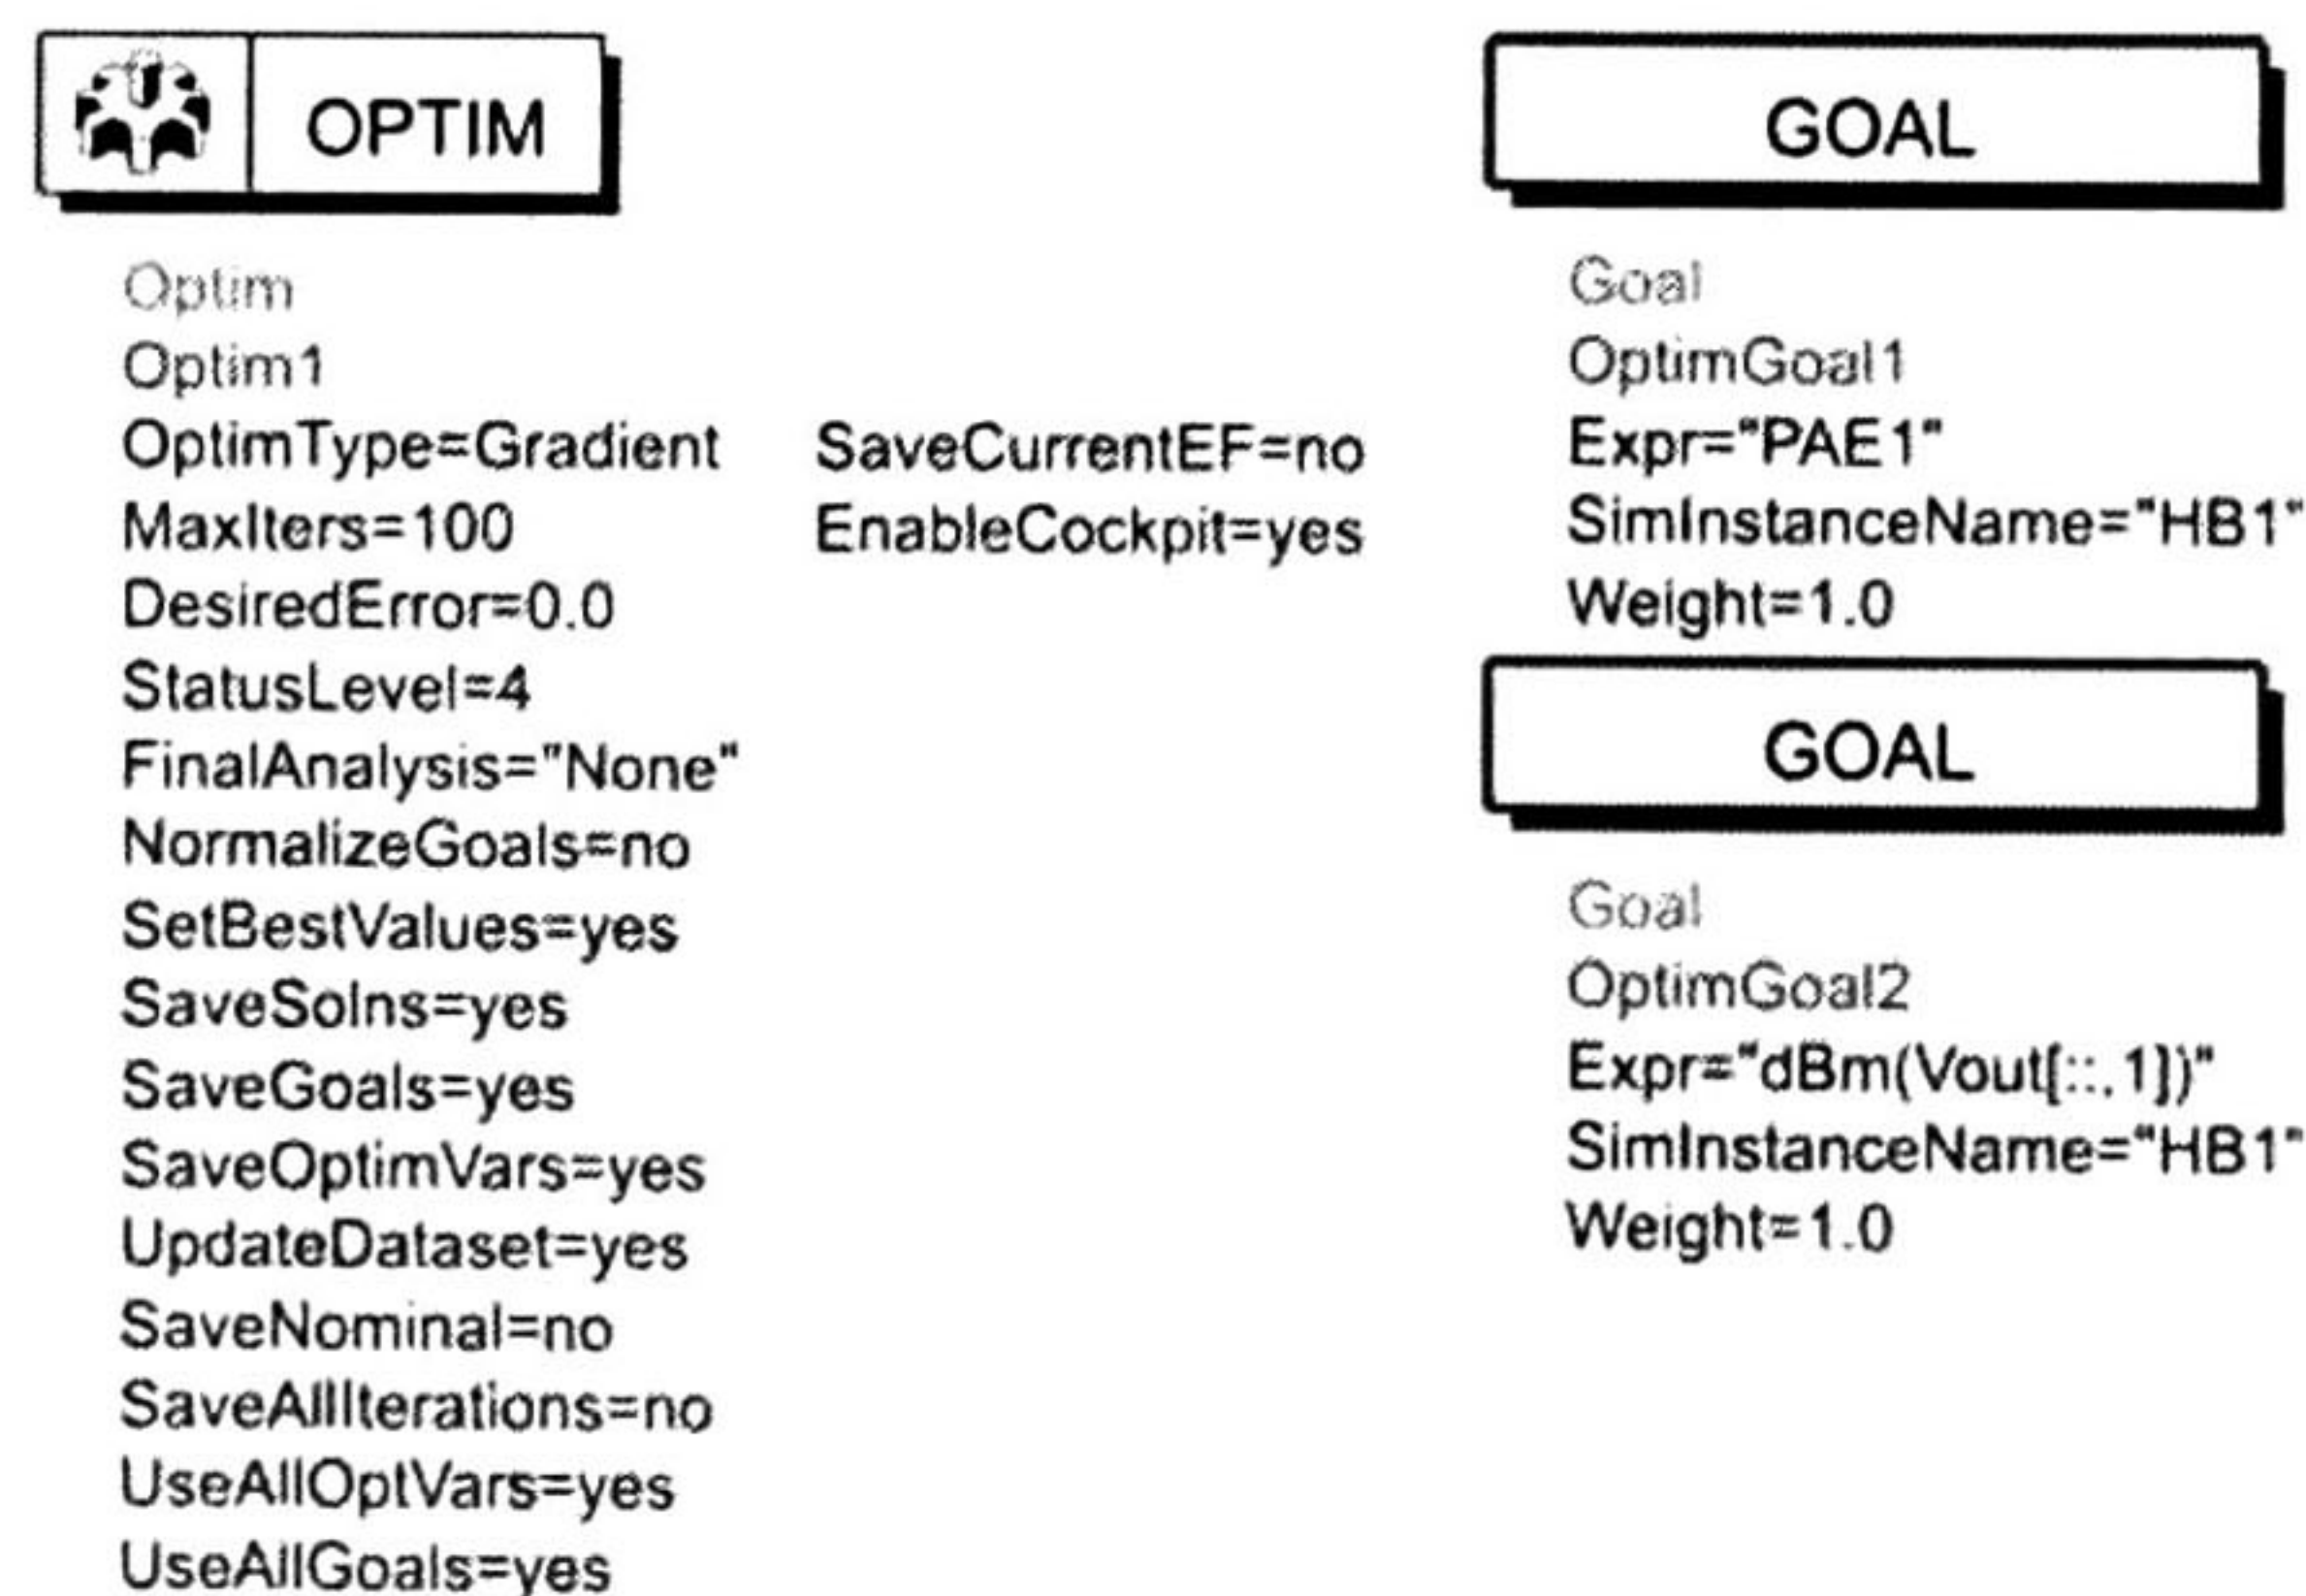 OPTIM
Optim
Optim1
OptimType=Gradient
MaxIters=100
DesiredError=0.0
StatusLevel=4
FinalAnalysis="None"
NormalizeGoals=no
SetBestValues=yes
SaveSolns=yes
SaveGoals=yes
SaveOptimVars=yes
UpdateDataset=yes
SaveNominal=no
SaveAllIterations=no
UseAllOptVars=yes
UseAllGoals=yes
SaveCurrentEF=no
EnableCockpit=yes
GOAL
Goal
OptimGoal1
Expr="PAE1"
SimInstanceName="HB1"
Weight=1.0
GOAL
Goal
OptimGoal2
Expr="dBm(Vout[::,1])"
SimInstanceName="HB1"
Weight=1.0